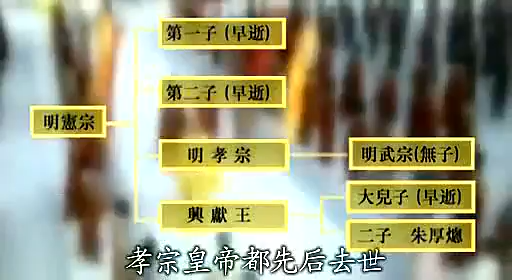 第一子 (早逝)
第二子 (早逝)
明憲宗
明孝宗
明武宗(無子)
大兒子 (早逝)
興獻王
二子 朱厚熜
孝宗皇帝都先后去世